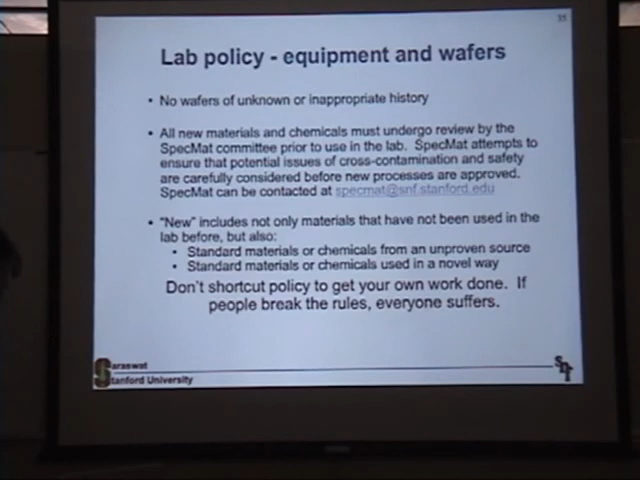 35
Lab policy - equipment and wafers
• No wafers of unknown or inappropriate history
• All new materials and chemicals must undergo review by the
SpecMat committee prior to use in the lab. SpecMat attempts to
ensure that potential issues of cross-contamination and safety
are carefully considered before new processes are approved.
SpecMat can be contacted at specmat@snf.stanford.edu
• "New" includes not only materials that have not been used in the
lab before, but also:
• Standard materials or chemicals from an unproven source
• Standard materials or chemicals used in a novel way
Don't shortcut policy to get your own work done. If
people break the rules, everyone suffers.
Saraswat
Stanford University